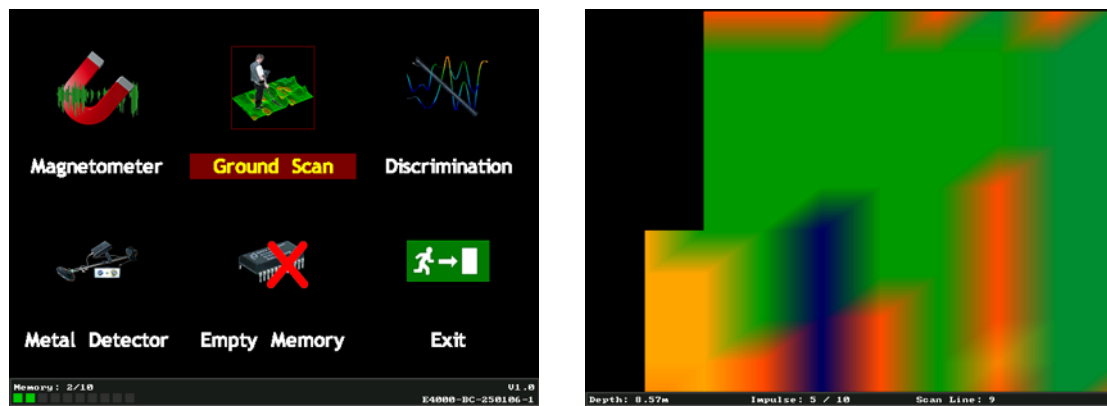 Magnetometer
Ground Scan
Discrimination
Metal Detector
Empty Memory
Exit
Memory: 2/10
V1.0
E4000-BC-250106-1
Depth: 8.57m
Impulse: 5 / 10
Scan Line: 9